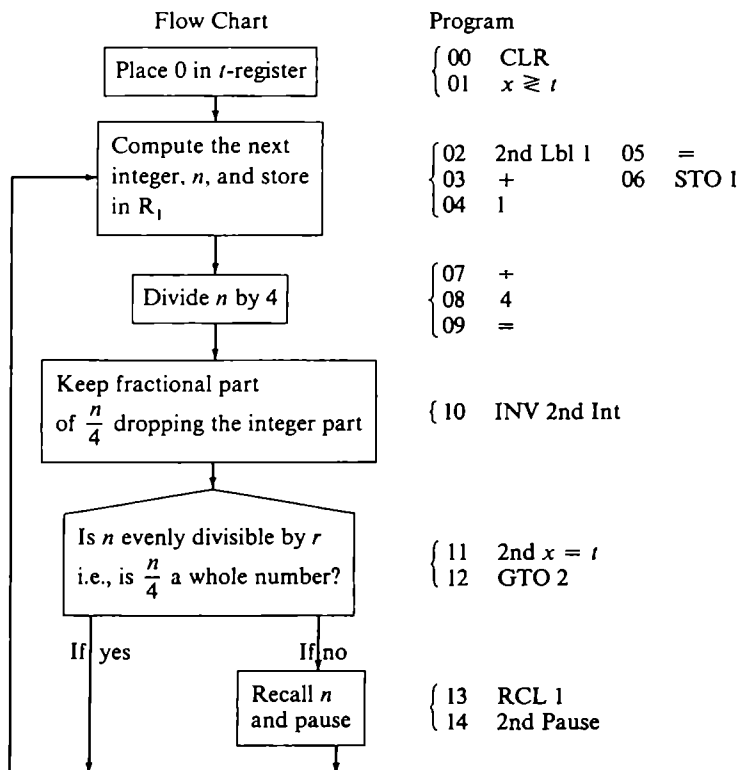 Flow Chart Program
Place 0 in t-register
00 CLR
01 x ≷ t
Compute the next
integer, n, and store
in R₁
02 2nd Lbl 1 05 =
03 + 06 STO 1
04 1
Divide n by 4
07 +
08 4
09 =
Keep fractional part
of n/4 dropping the integer part
10 INV 2nd Int
Is n evenly divisible by r
i.e., is n/4 a whole number?
11 2nd x = t
12 GTO 2
If yes
If no
Recall n
and pause
13 RCL 1
14 2nd Pause